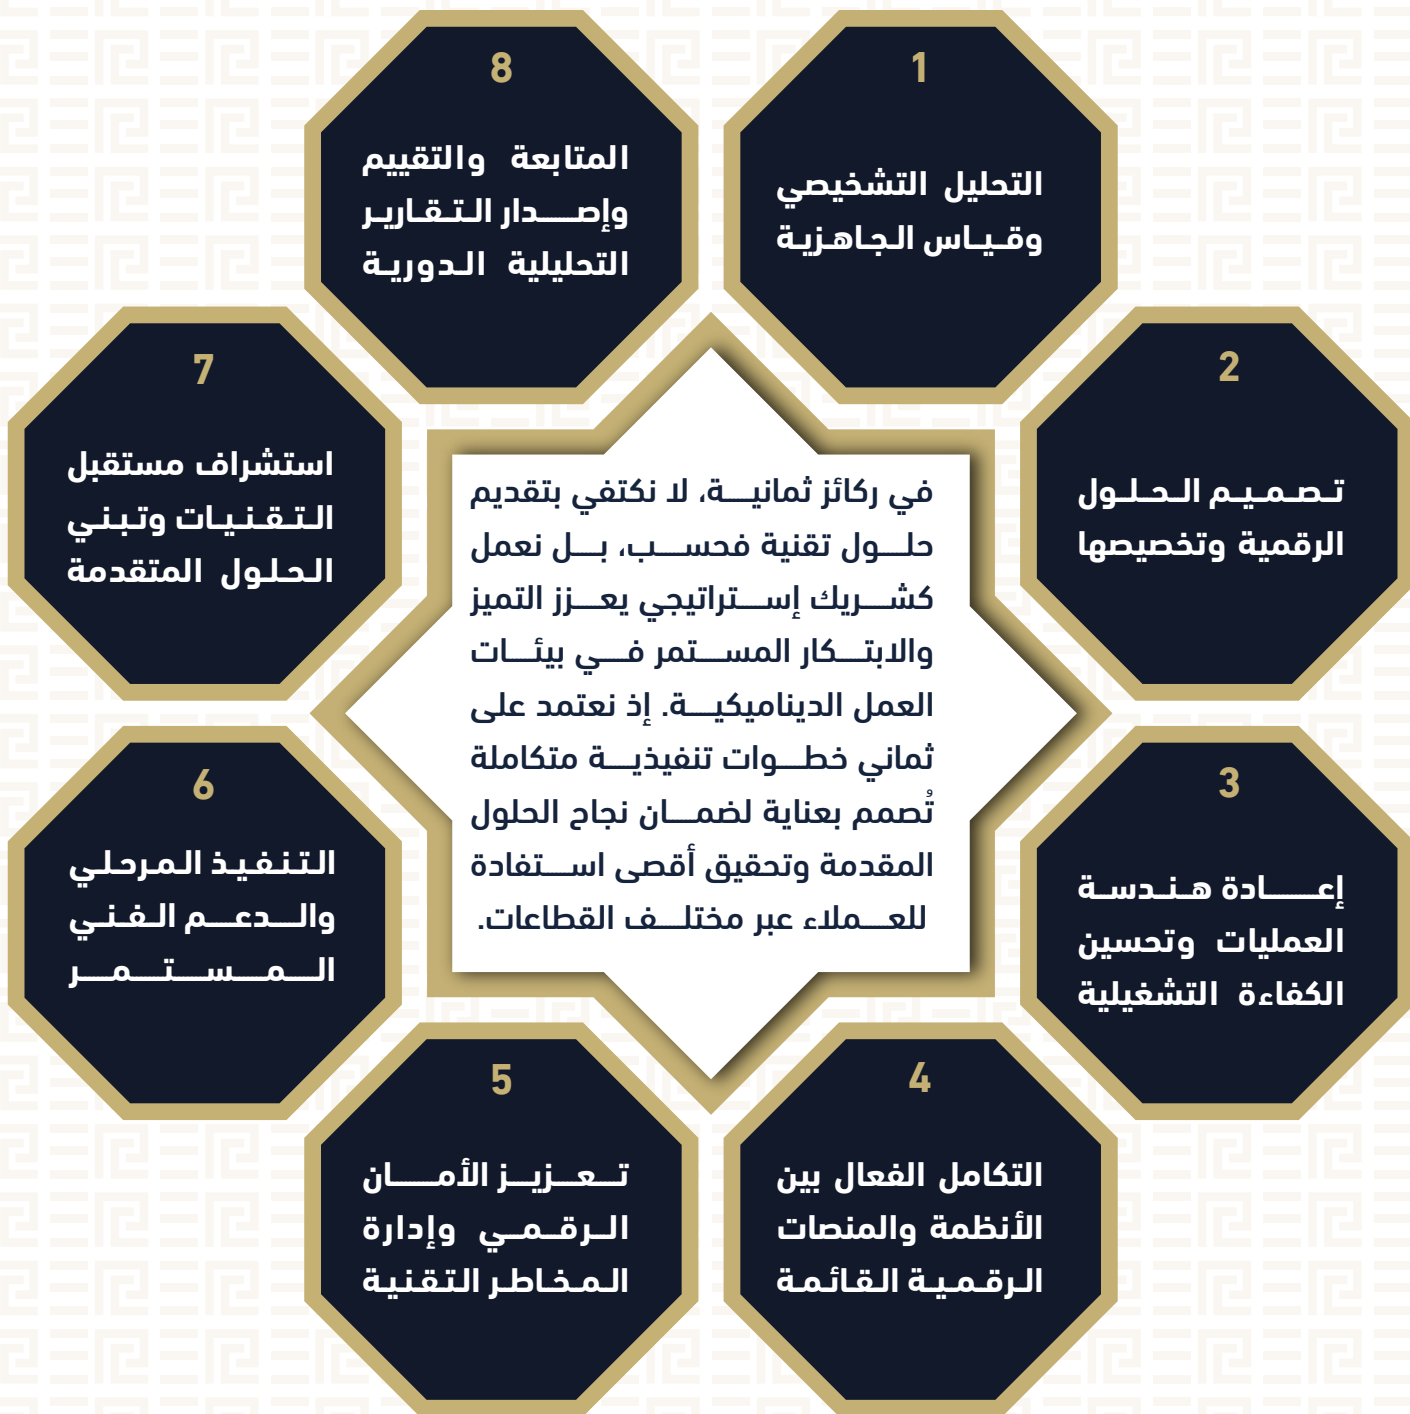 في ركائز ثمانية، لا نكتفي بتقديم
حلول تقنية فحسب، بل نعمل
كشريك إستراتيجي يعزز التميز
والابتكار المستمر في بيئات
العمل الديناميكية. إذ نعتمد على
ثماني خطوات تنفيذية متكاملة
تُصمم بعناية لضمان نجاح الحلول
المقدمة وتحقيق أقصى استفادة
للعملاء عبر مختلف القطاعات.
1
التحليل التشخيصي
وقياس الجاهزية
2
تصميم الحلول
الرقمية وتخصيصها
3
إعادة هندسة
العمليات وتحسين
الكفاءة التشغيلية
4
التكامل الفعال بين
الأنظمة والمنصات
الرقمية القائمة
5
تعزيز الأمان
الرقمي وإدارة
المخاطر التقنية
6
التنفيذ المرحلي
والدعم الفني
المستمر
7
استشراف مستقبل
التقنيات وتبني
الحلول المتقدمة
8
المتابعة والتقييم
وإصدار التقارير
التحليلية الدورية